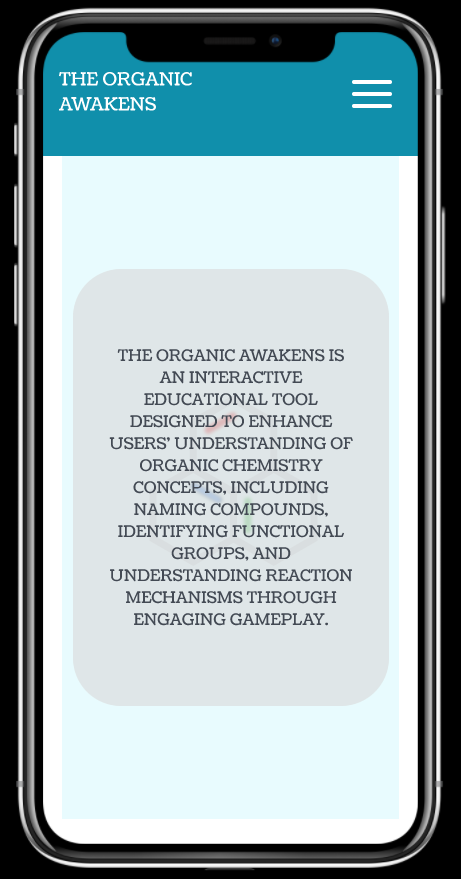 THE ORGANIC
AWAKENS
THE ORGANIC AWAKENS IS
AN INTERACTIVE
EDUCATIONAL TOOL
DESIGNED TO ENHANCE
USERS' UNDERSTANDING OF
ORGANIC CHEMISTRY
CONCEPTS, INCLUDING
NAMING COMPOUNDS,
IDENTIFYING FUNCTIONAL
GROUPS, AND
UNDERSTANDING REACTION
MECHANISMS THROUGH
ENGAGING GAMEPLAY.